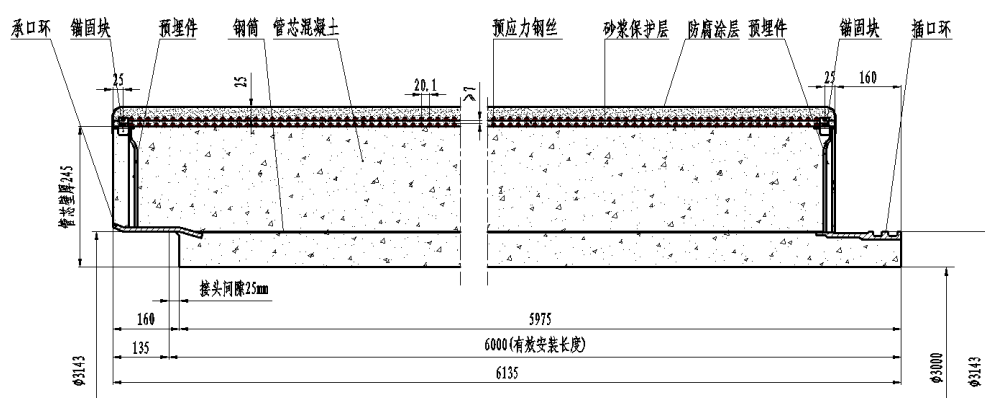 承口环 锚固块 预埋件 钢筒 管芯混凝土 预应力钢丝 砂浆保护层 防腐涂层 预埋件 锚固块 插口环
25 25 20.1 ≥7 25 160
管芯壁厚245
接头间隙25mm
160 5975
135 6000(有效安装长度)
6135
ϕ3143 ϕ3000 ϕ3143